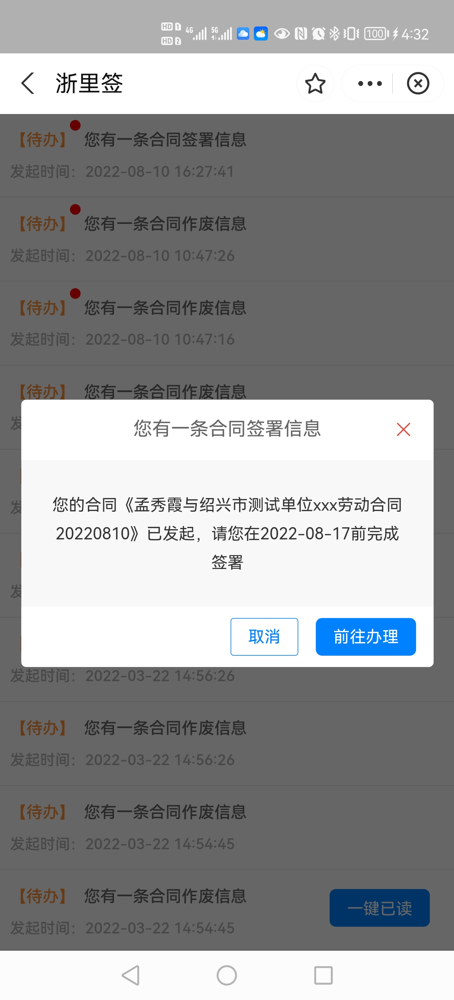 HD 1 4G 5G 100 4:32
HD 2 1
浙里签
【待办】 您有一条合同签署信息
发起时间： 2022-08-10 16:27:41
【待办】 您有一条合同作废信息
发起时间： 2022-08-10 10:47:26
【待办】 您有一条合同作废信息
发起时间： 2022-08-10 10:47:16
【待办】 您有一条合同作废信息
发
您有一条合同签署信息
发
您的合同《孟秀霞与绍兴市测试单位xxx劳动合同
20220810》已发起，请您在2022-08-17前完成
签署
发
取消
前往办理
发起时间： 2022-03-22 14:56:26
【待办】 您有一条合同作废信息
发起时间： 2022-03-22 14:56:26
【待办】 您有一条合同作废信息
发起时间： 2022-03-22 14:54:45
【待办】 您有一条合同作废信息
一键已读
发起时间： 2022-03-22 14:54:45